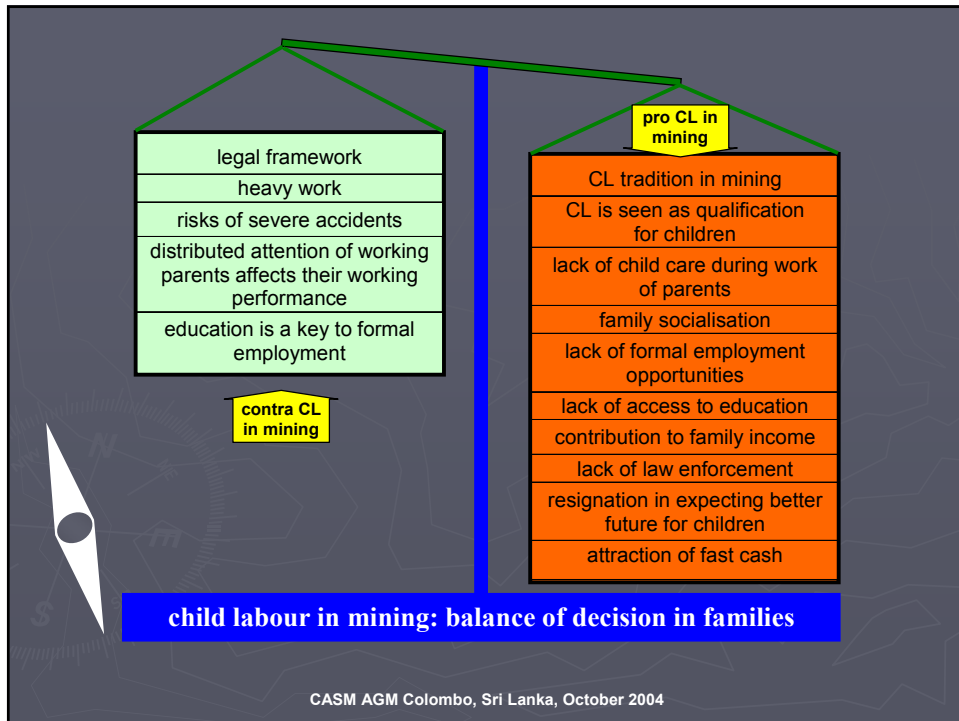 legal framework
heavy work
risks of severe accidents
distributed attention of working
parents affects their working
performance
education is a key to formal
employment
contra CL
in mining
pro CL in
mining
CL tradition in mining
CL is seen as qualification
for children
lack of child care during work
of parents
family socialisation
lack of formal employment
opportunities
lack of access to education
contribution to family income
lack of law enforcement
resignation in expecting better
future for children
attraction of fast cash
N
E
S
child labour in mining: balance of decision in families
CASM AGM Colombo, Sri Lanka, October 2004